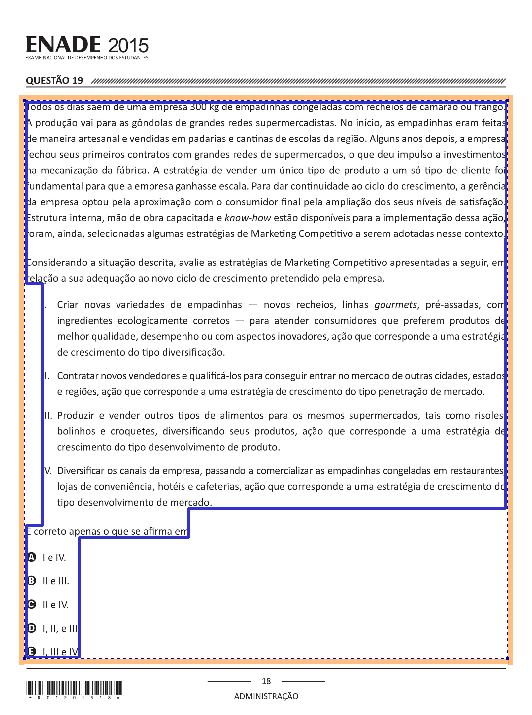 ENADE 2015
EXAME NACIONAL DE DESEMPENHO DOS ESTUDANTES
QUESTÃO 19
Todos os dias saem de uma empresa 300 kg de empadinhas congeladas com recheios de camarão ou frango.
A produção vai para as gôndolas de grandes redes supermercadistas. No início, as empadinhas eram feitas
de maneira artesanal e vendidas em padarias e cantinas de escolas da região. Alguns anos depois, a empresa
fechou seus primeiros contratos com grandes redes de supermercados, o que deu impulso a investimentos
na mecanização da fábrica. A estratégia de vender um único tipo de produto a um só tipo de cliente foi
fundamental para que a empresa ganhasse escala. Para dar continuidade ao ciclo do crescimento, a gerência
da empresa optou pela aproximação com o consumidor final pela ampliação dos seus níveis de satisfação.
Estrutura interna, mão de obra capacitada e know-how estão disponíveis para a implementação dessa ação,
foram, ainda, selecionadas algumas estratégias de Marketing Competitivo a serem adotadas nesse contexto.
Considerando a situação descrita, avalie as estratégias de Marketing Competitivo apresentadas a seguir, em
relação a sua adequação ao novo ciclo de crescimento pretendido pela empresa.
I. Criar novas variedades de empadinhas — novos recheios, linhas gourmets, pré-assadas, com
ingredientes ecologicamente corretos — para atender consumidores que preferem produtos de
melhor qualidade, desempenho ou com aspectos inovadores, ação que corresponde a uma estratégia
de crescimento do tipo diversificação.
II. Contratar novos vendedores e qualificá-los para conseguir entrar no mercado de outras cidades, estados
e regiões, ação que corresponde a uma estratégia de crescimento do tipo penetração de mercado.
III. Produzir e vender outros tipos de alimentos para os mesmos supermercados, tais como risoles,
bolinhos e croquetes, diversificando seus produtos, ação que corresponde a uma estratégia de
crescimento do tipo desenvolvimento de produto.
IV. Diversificar os canais da empresa, passando a comercializar as empadinhas congeladas em restaurantes,
lojas de conveniência, hotéis e cafeterias, ação que corresponde a uma estratégia de crescimento do
tipo desenvolvimento de mercado.
É correto apenas o que se afirma em
A I e IV.
B II e III.
C II e IV.
D I, II, e III
E I, III e IV
18
ADMINISTRAÇÃO